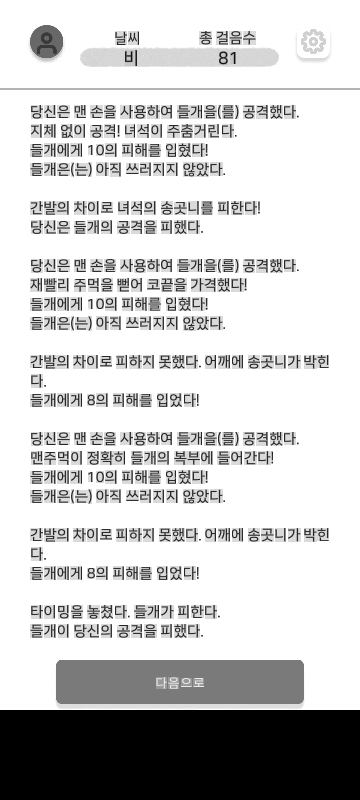 날씨 총 걸음수
비 81
당신은 맨 손을 사용하여 들개을(를) 공격했다.
지체 없이 공격! 녀석이 주춤거린다.
들개에게 10의 피해를 입혔다!
들개은(는) 아직 쓰러지지 않았다.
간발의 차이로 녀석의 송곳니를 피한다!
당신은 들개의 공격을 피했다.
당신은 맨 손을 사용하여 들개을(를) 공격했다.
재빨리 주먹을 뻗어 코끝을 가격했다!
들개에게 10의 피해를 입혔다!
들개은(는) 아직 쓰러지지 않았다.
간발의 차이로 피하지 못했다. 어깨에 송곳니가 박힌
다.
들개에게 8의 피해를 입었다!
당신은 맨 손을 사용하여 들개을(를) 공격했다.
맨주먹이 정확히 들개의 복부에 들어간다!
들개에게 10의 피해를 입혔다!
들개은(는) 아직 쓰러지지 않았다.
간발의 차이로 피하지 못했다. 어깨에 송곳니가 박힌
다.
들개에게 8의 피해를 입었다!
타이밍을 놓쳤다. 들개가 피한다.
들개이 당신의 공격을 피했다.
다음으로